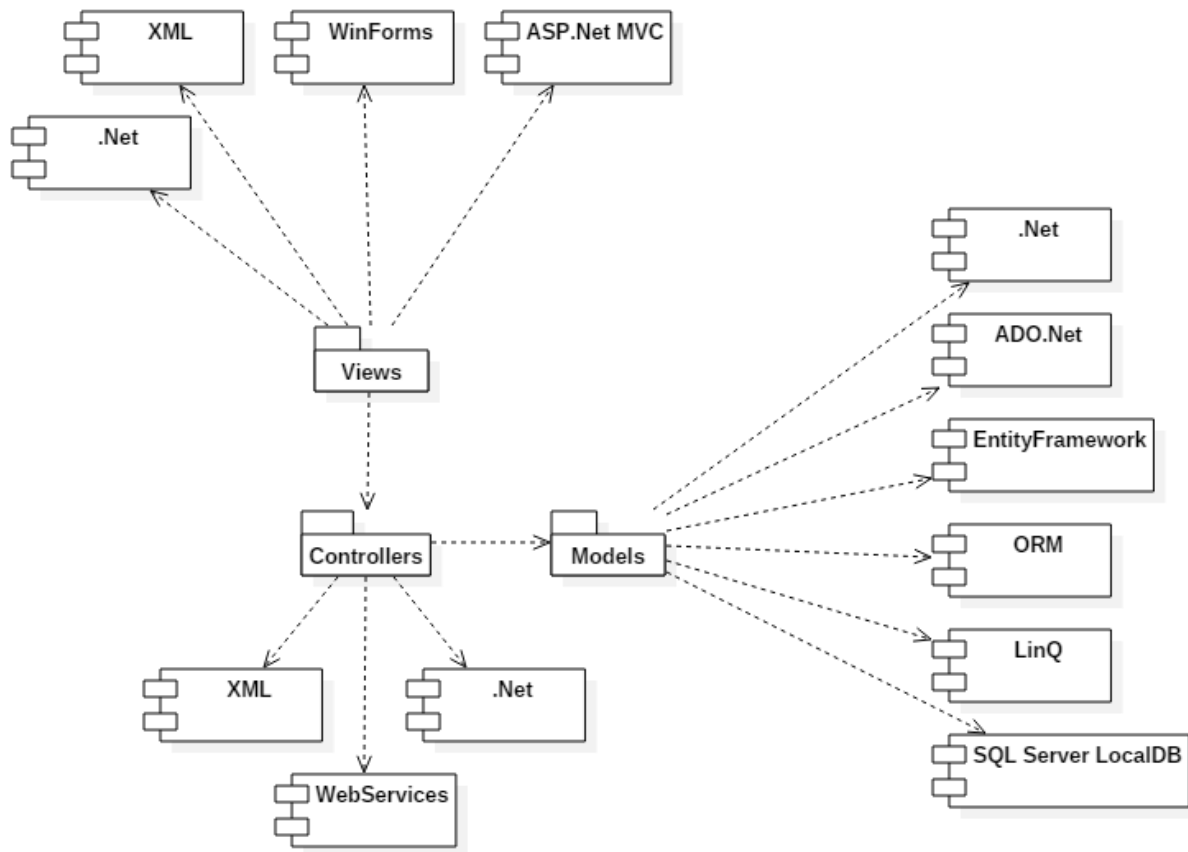 XML
WinForms
ASP.Net MVC
.Net
.Net
ADO.Net
Views
EntityFramework
ORM
Controllers
Models
LinQ
XML
.Net
SQL Server LocalDB
WebServices